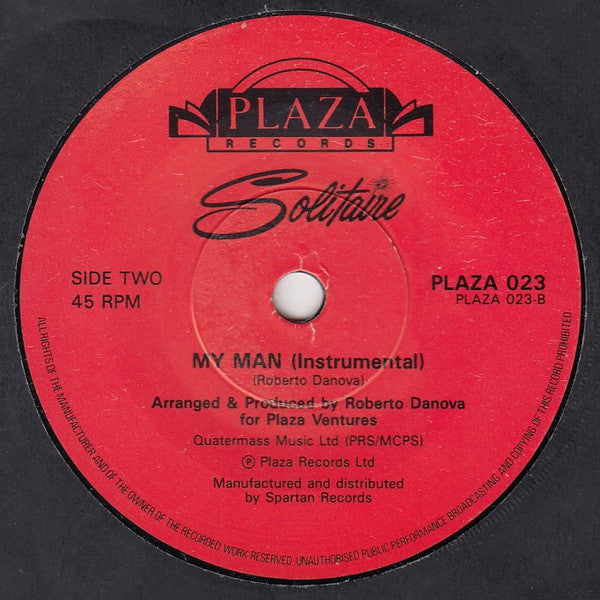 PLAZA
RECORDS
Solitaire
SIDE TWO
45 RPM
PLAZA 023
PLAZA 023-B
MY MAN (Instrumental)
(Roberto Danova)
Arranged & Produced by Roberto Danova
for Plaza Ventures
Quatermass Music Ltd (PRS/MCPS)
Ⓟ Plaza Records Ltd
Manufactured and distributed
by Spartan Records
ALL RIGHTS OF THE MANUFACTURER AND OF THE OWNER OF THE RECORDED WORK RESERVED. UNAUTHORISED PUBLIC PERFORMANCE BROADCASTING AND COPYING OF THIS RECORD PROHIBITED